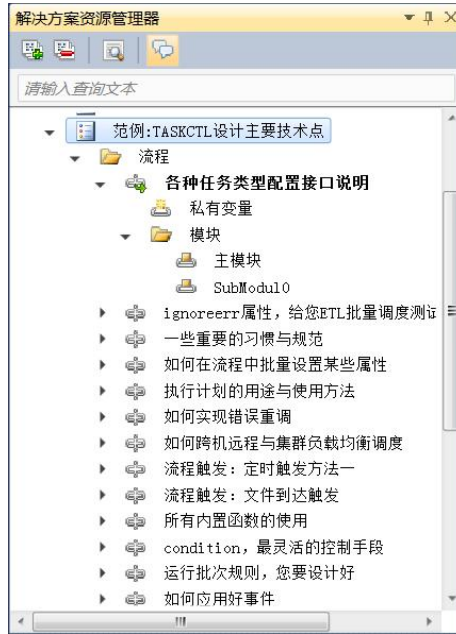 解决方案资源管理器
请输入查询文本
范例:TASKCTL设计主要技术点
流程
各种任务类型配置接口说明
私有变量
模块
主模块
SubModul0
ignoreerr属性，给您ETL批量调度测试
一些重要的习惯与规范
如何在流程中批量设置某些属性
执行计划的用途与使用方法
如何实现错误重调
如何跨机远程与集群负载均衡调度
流程触发：定时触发方法一
流程触发：文件到达触发
所有内置函数的使用
condition，最灵活的控制手段
运行批次规则，您要设计好
如何应用好事件